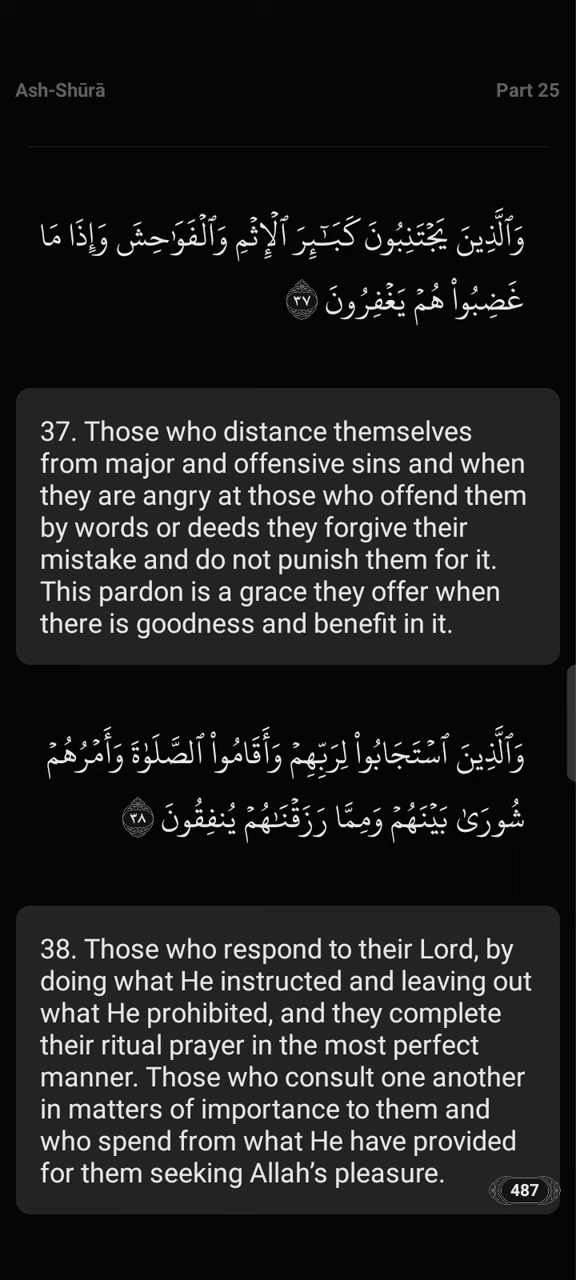 Ash-Shūrā
Part 25
وَٱلَّذِينَ يَجۡتَنِبُونَ كَبَـٰٓئِرَ ٱلۡإِثۡمِ وَٱلۡفَوَٰحِشَ وَإِذَا مَا
غَضِبُواْ هُمۡ يَغۡفِرُونَ ٣٧
37. Those who distance themselves
from major and offensive sins and when
they are angry at those who offend them
by words or deeds they forgive their
mistake and do not punish them for it.
This pardon is a grace they offer when
there is goodness and benefit in it.
وَٱلَّذِينَ ٱسۡتَجَابُواْ لِرَبِّهِمۡ وَأَقَامُواْ ٱلصَّلَوٰةَ وَأَمۡرُهُمۡ
شُورَىٰ بَيۡنَهُمۡ وَمِمَّا رَزَقۡنَـٰهُمۡ يُنفِقُونَ ٣٨
38. Those who respond to their Lord, by
doing what He instructed and leaving out
what He prohibited, and they complete
their ritual prayer in the most perfect
manner. Those who consult one another
in matters of importance to them and
who spend from what He have provided
for them seeking Allah’s pleasure.
487